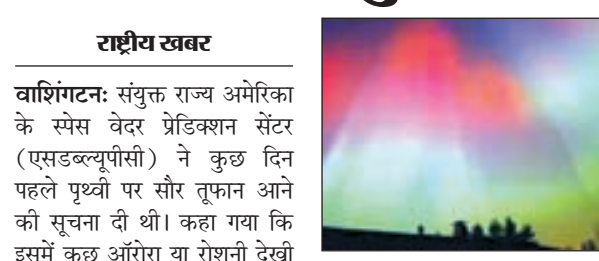 राष्ट्रीय खबर
वाशिंगटनः संयुक्त राज्य अमेरिका
के स्पेस वेदर प्रेडिक्शन सेंटर
(एसडब्ल्यूपीसी) ने कुछ दिन
पहले पृथ्वी पर सौर तूफान आने
की सूचना दी थी। कहा गया कि
इसमें कुछ ऑरोरा या रोशनी देखी